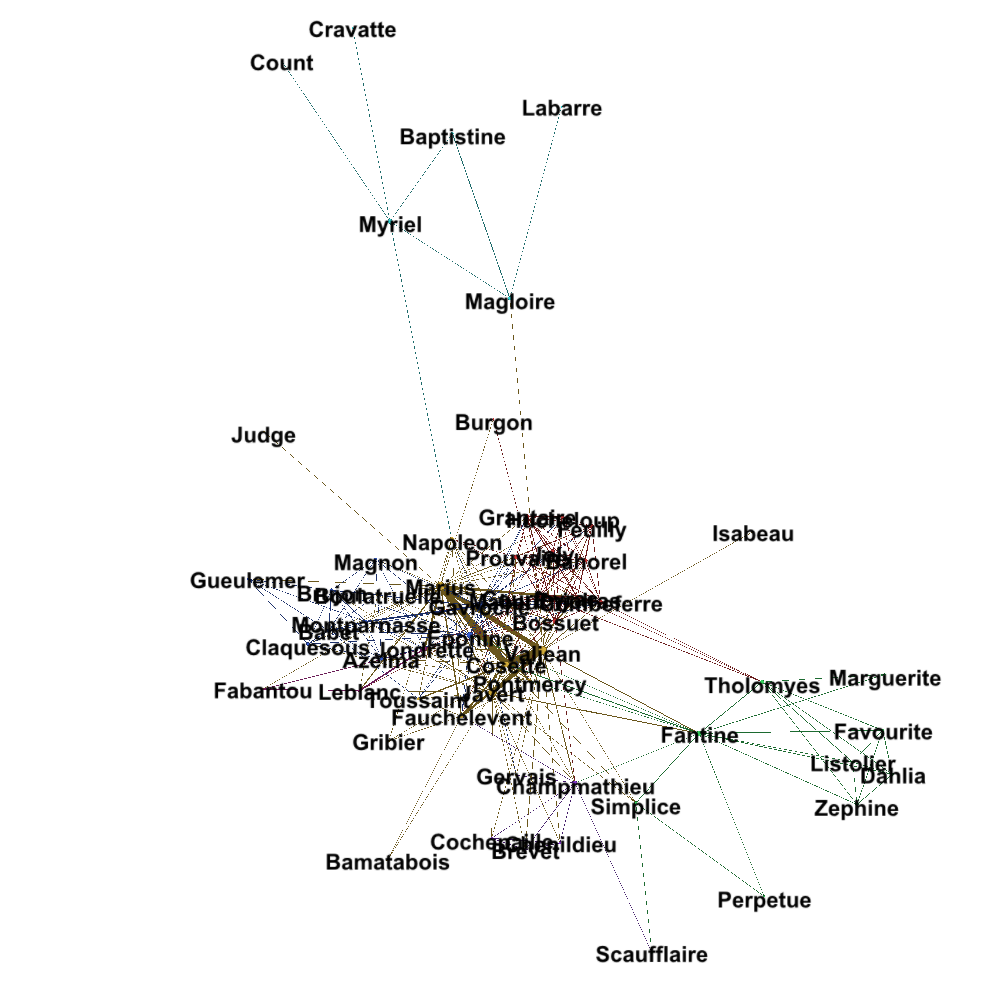 Cravatte
Count
Labarre
Baptistine
Myriel
Magloire
Burgon
Judge
Grantaire
Hucheloup
Feuilly
Isabeau
Napoleon
Prouvaire
Joly
Bahorel
Magnon
Gueulemer
Marius
Brujon
Boulatruelle
Gavroche
Combeferre
Bossuet
Montparnasse
Babet
Eponine
Claquesous
Jondrette
Valjean
Azelma
Cosette
Marguerite
Pontmercy
Tholomyes
Fabantou
Leblanc
Javert
Toussaint
Fauchelevent
Favourite
Fantine
Gribier
Listolier
Dahlia
Gervais
Champmathieu
Simplice
Zephine
Cochepaille
Chenildieu
Brevet
Bamatabois
Perpetue
Scaufflaire